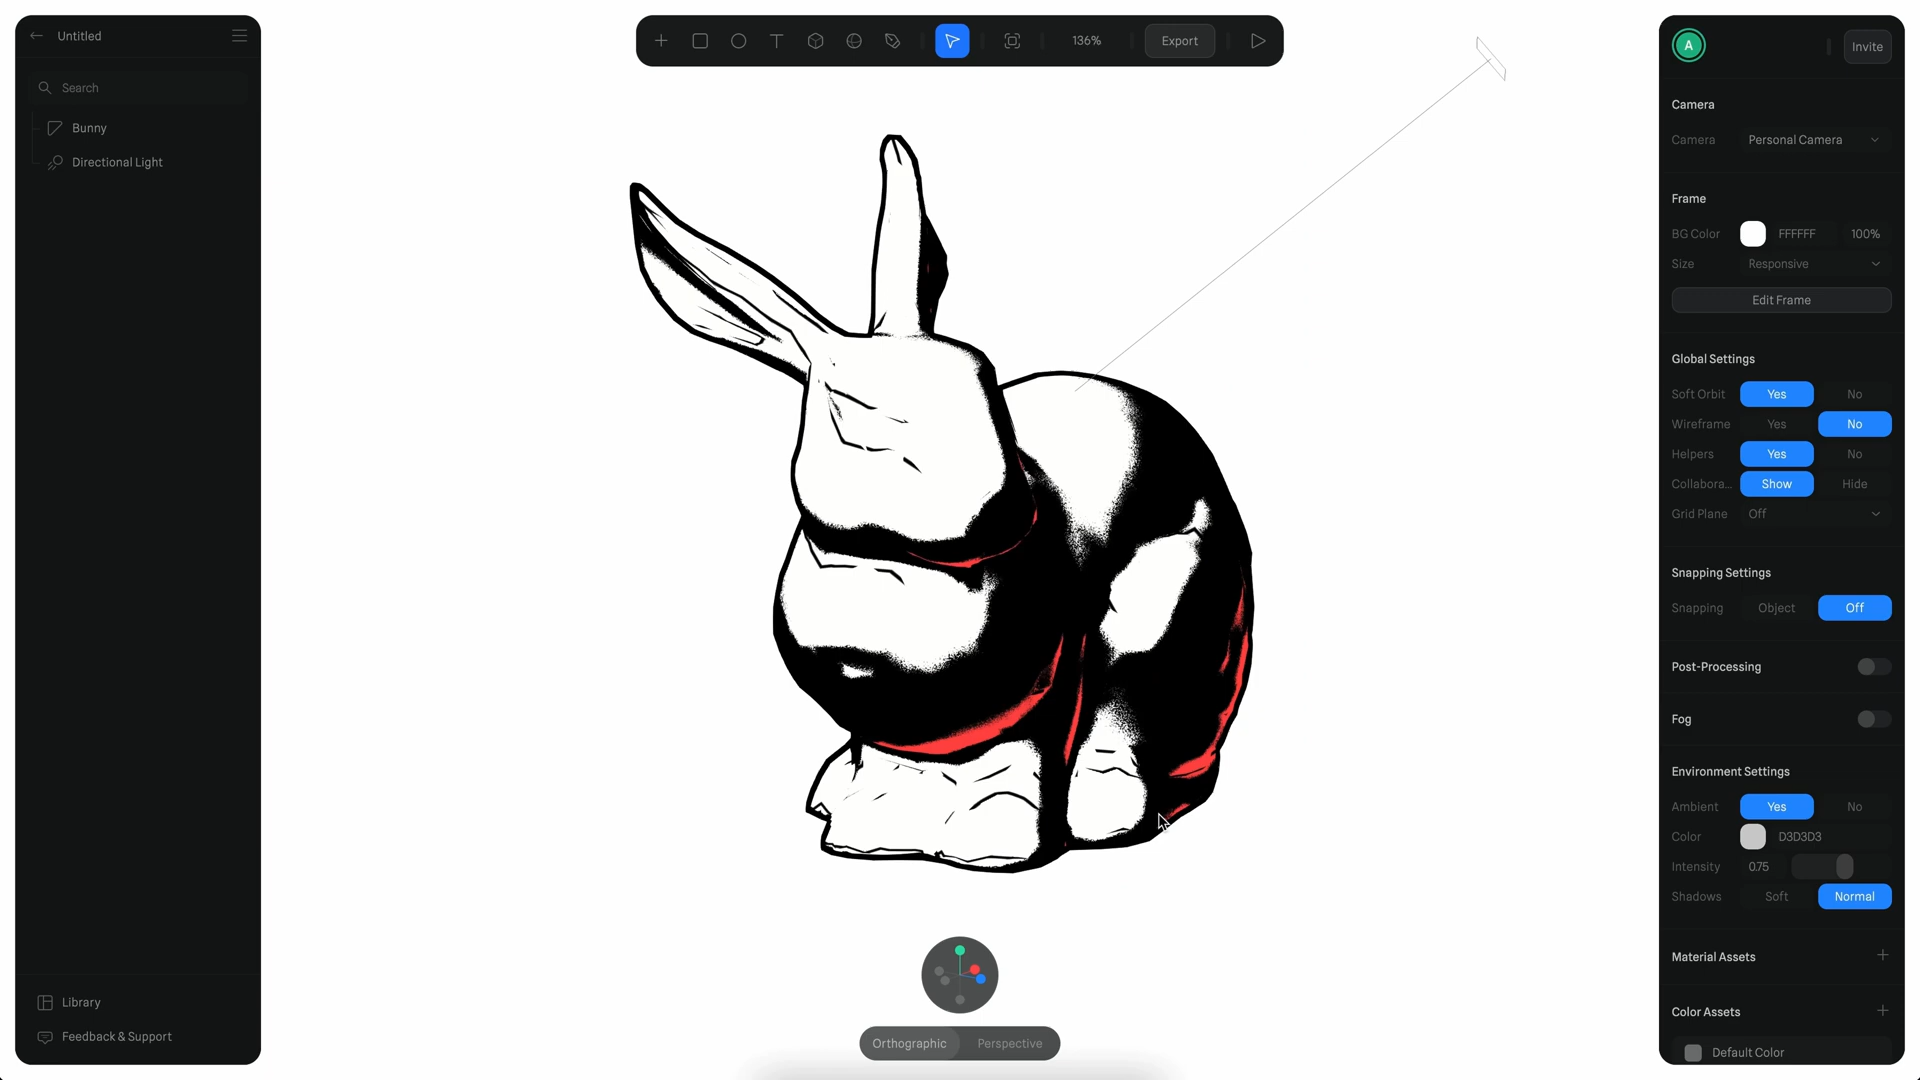 Untitled
Search
Bunny
Directional Light
Library
Feedback & Support
136%
Export
Orthographic
Perspective
A
Invite
Camera
Camera Personal Camera
Frame
BG Color FFFFFF 100%
Size Responsive
Edit Frame
Global Settings
Soft Orbit Yes No
Wireframe Yes No
Helpers Yes No
Collabora... Show Hide
Grid Plane Off
Snapping Settings
Snapping Object Off
Post-Processing
Fog
Environment Settings
Ambient Yes No
Color D3D3D3
Intensity 0.75
Shadows Soft Normal
Material Assets
Color Assets
Default Color